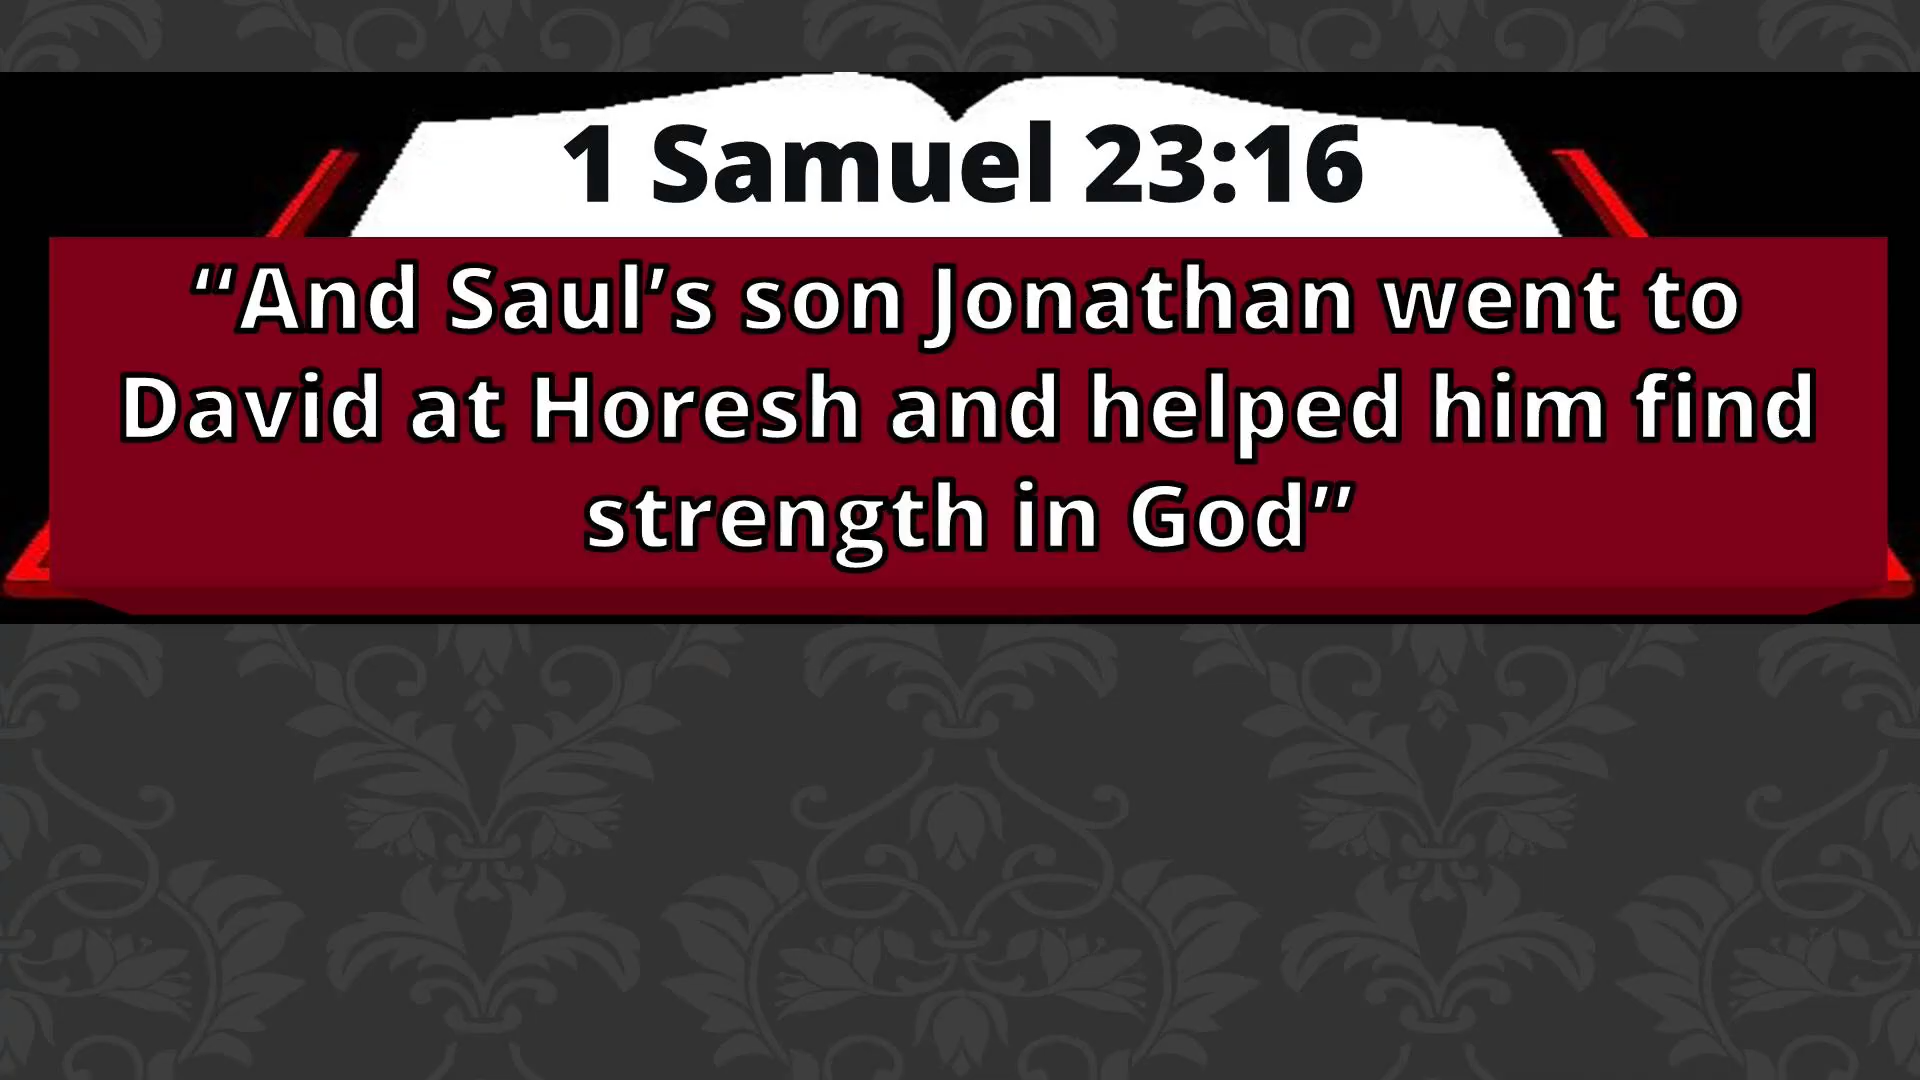 1 Samuel 23:16
“And Saul’s son Jonathan went to
David at Horesh and helped him find
strength in God”